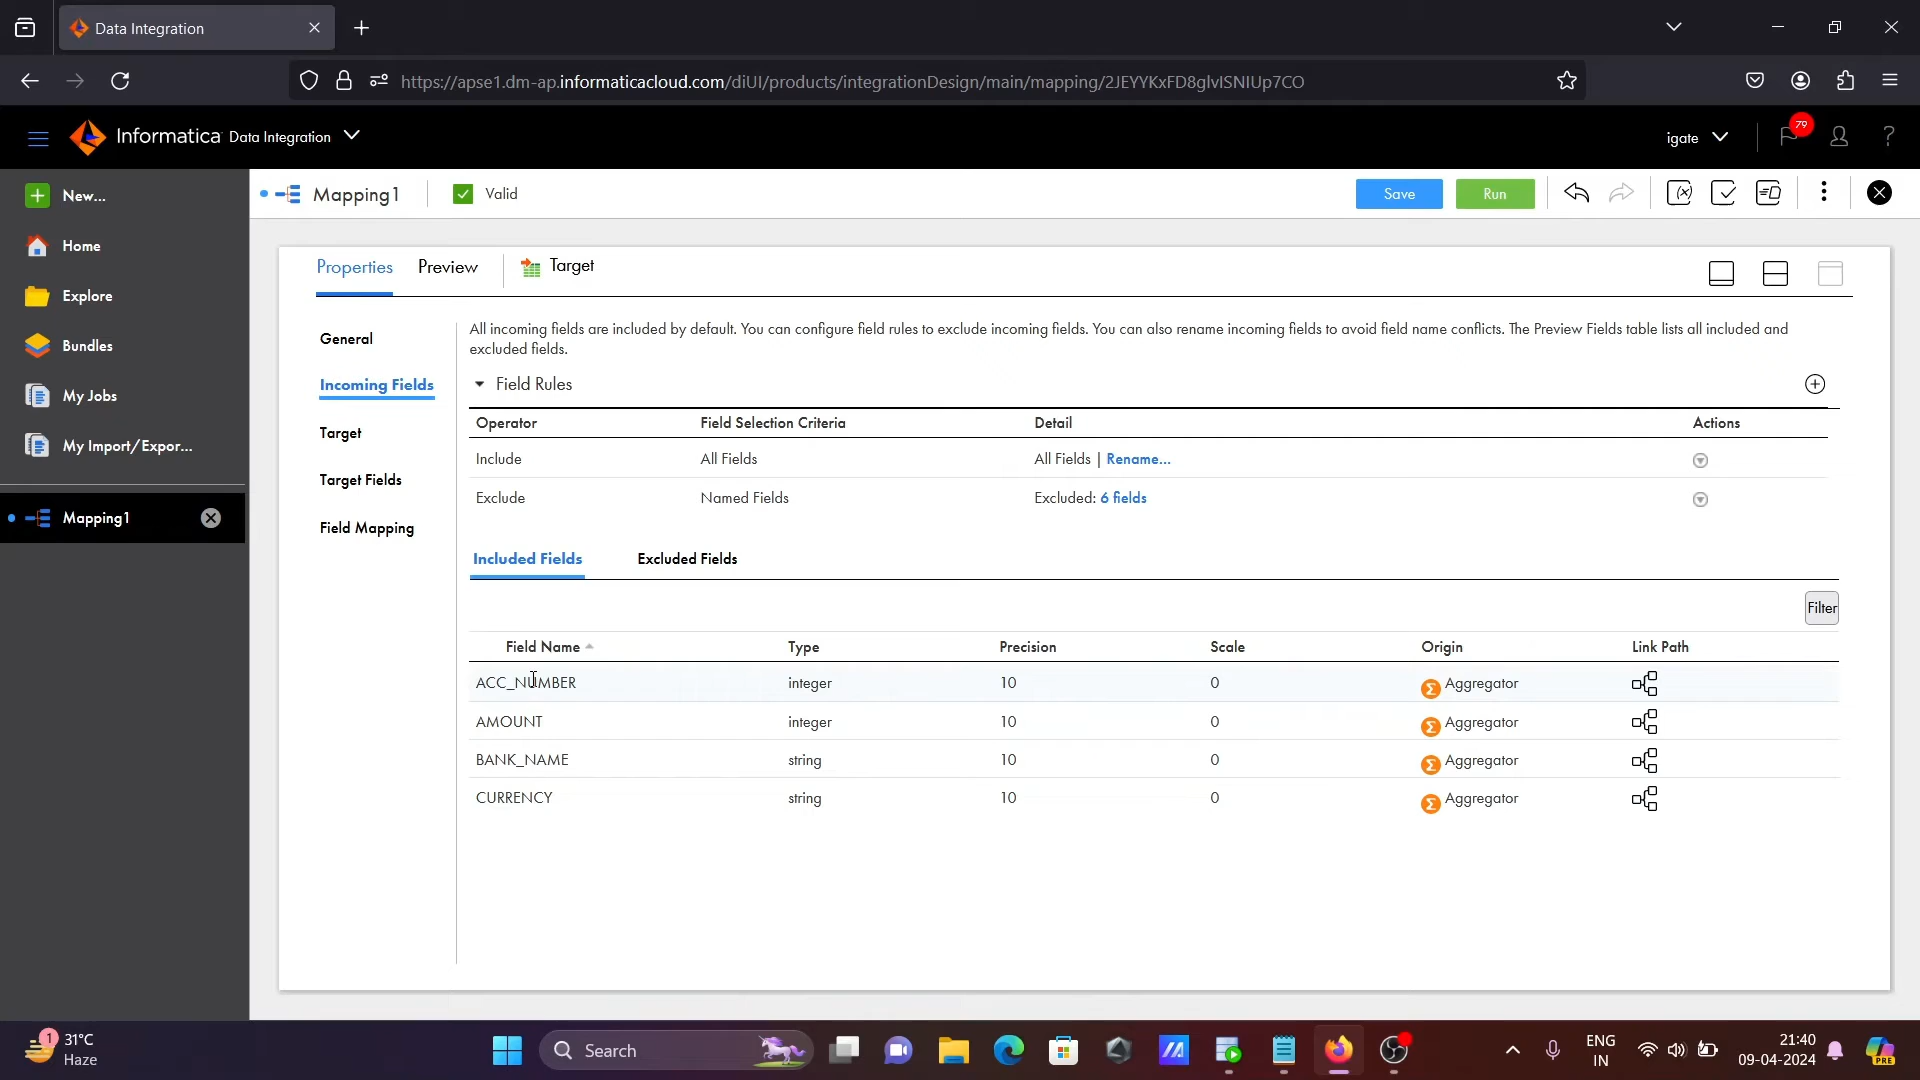 Data Integration
https://apse1.dm-ap.informaticacloud.com/diUI/products/integrationDesign/main/mapping/2JEYYKxFD8glvISNIUp7CO
Informatica Data Integration
igate
79
?
New...
Home
Explore
Bundles
My Jobs
My Import/Expor...
Mapping1
Mapping1
Valid
Save
Run
Properties
Preview
Target
General
Incoming Fields
Target
Target Fields
Field Mapping
All incoming fields are included by default. You can configure field rules to exclude incoming fields. You can also rename incoming fields to avoid field name conflicts. The Preview Fields table lists all included and
excluded fields.
Field Rules
Operator Field Selection Criteria Detail Actions
Include All Fields All Fields | Rename...
Exclude Named Fields Excluded: 6 fields
Included Fields Excluded Fields
Filter
Field Name Type Precision Scale Origin Link Path
ACC_NUMBER integer 10 0 Aggregator
AMOUNT integer 10 0 Aggregator
BANK_NAME string 10 0 Aggregator
CURRENCY string 10 0 Aggregator
1
31°C
Haze
Search
ENG
IN
21:40
09-04-2024
PRE